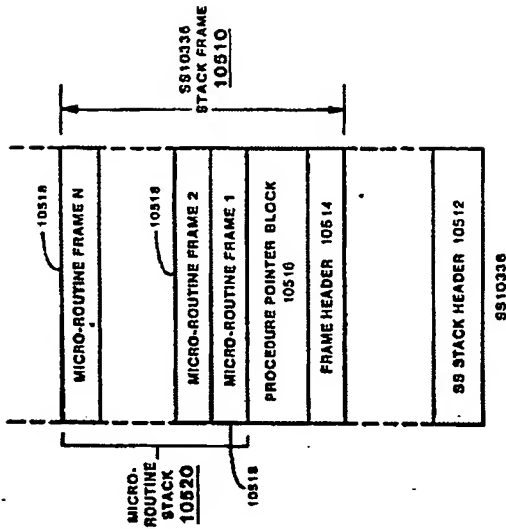 SS10336
STACK FRAME
10510
10518
MICRO-ROUTINE FRAME N
10518
MICRO-ROUTINE FRAME 2
MICRO-ROUTINE FRAME 1
PROCEDURE POINTER BLOCK
10516
FRAME HEADER 10514
SS STACK HEADER 10512
MICRO-
ROUTINE
STACK
10520
10518
SS10336